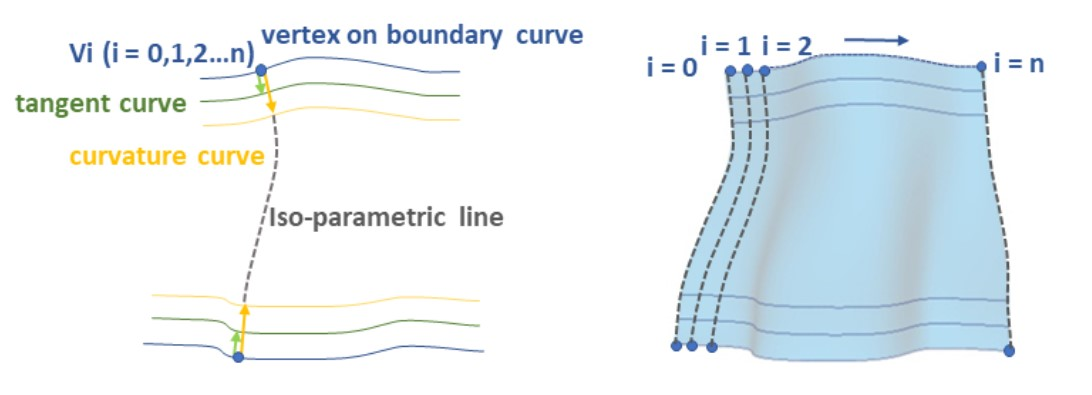 Vi (i = 0,1,2...n)
vertex on boundary curve
tangent curve
curvature curve
Iso-parametric line
i = 0
i = 1
i = 2
i = n